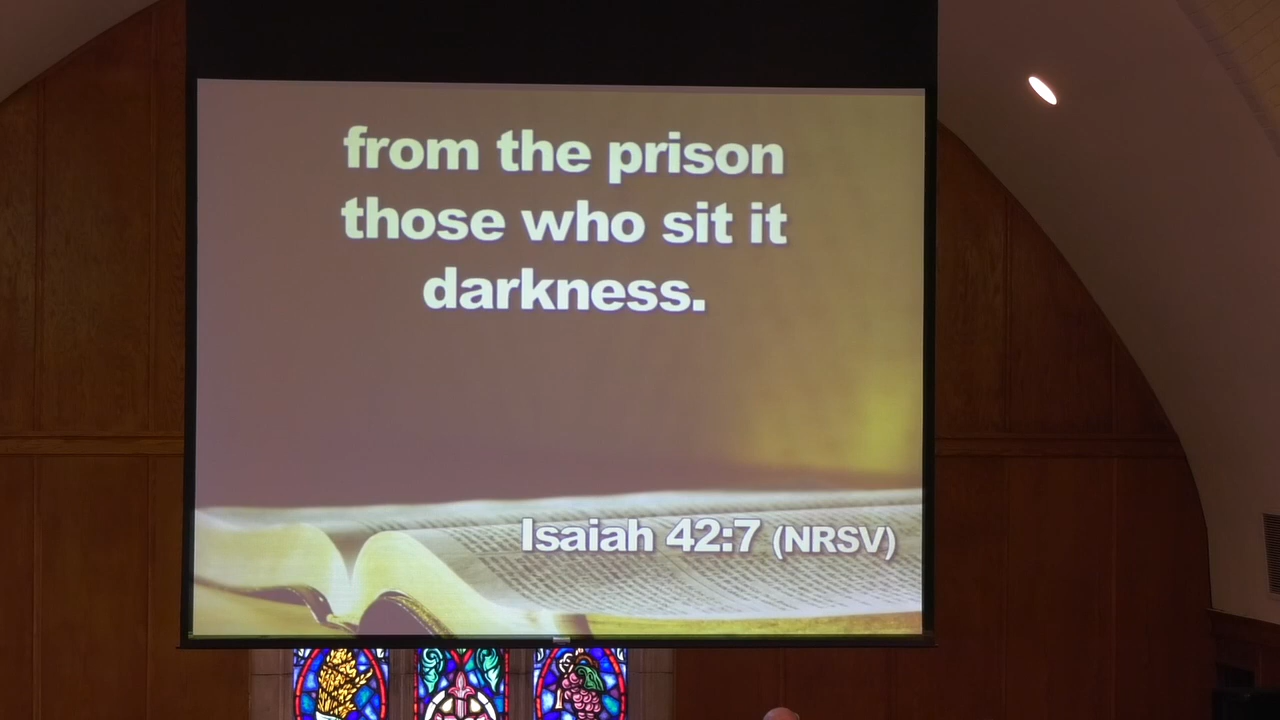 from the prison
those who sit it
darkness.
Isaiah 42:7 (NRSV)